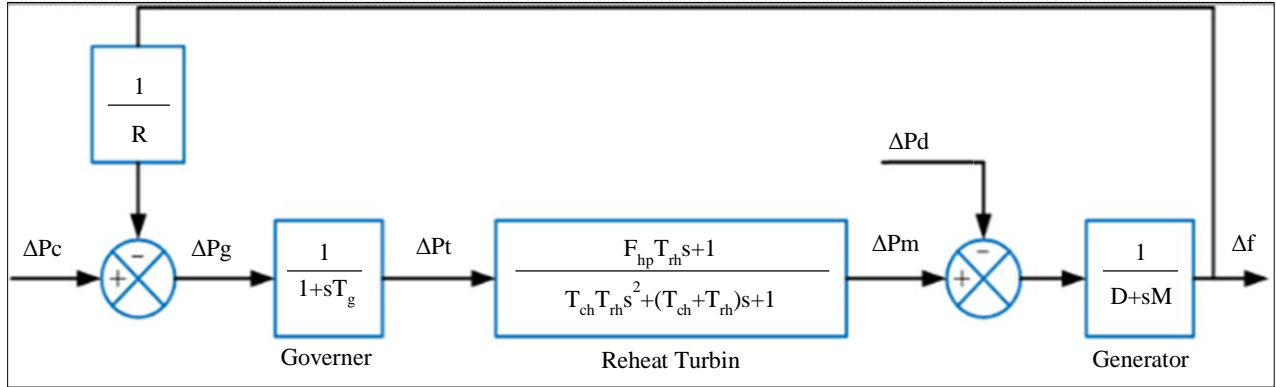 1
R
ΔPd
ΔPc
ΔPg
ΔPt
ΔPm
Δf
−
+
1
1+sT_g
F_hp T_rh s+1
T_ch T_rh s^2+(T_ch+T_rh)s+1
−
+
1
D+sM
Governer
Reheat Turbin
Generator